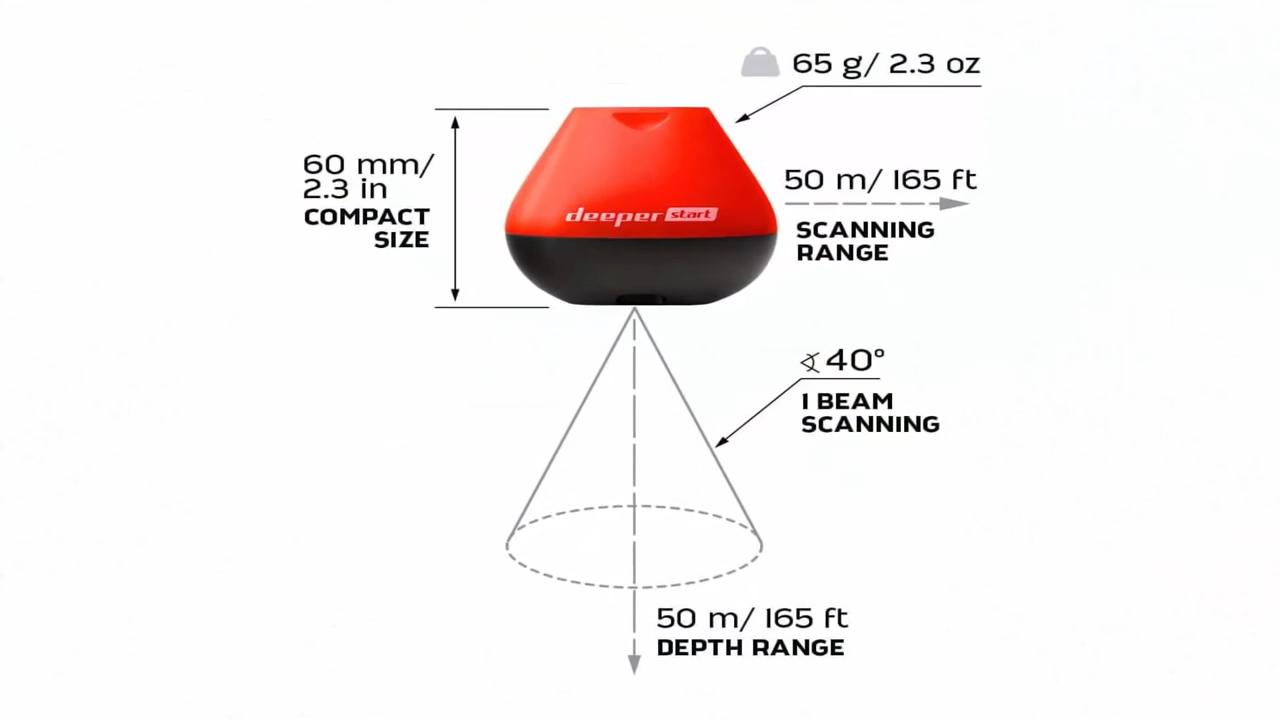 65 g/ 2.3 oz
60 mm/
2.3 in
COMPACT
SIZE
50 m/ 165 ft
SCANNING
RANGE
deeper start
∢40°
1 BEAM
SCANNING
50 m/ 165 ft
DEPTH RANGE